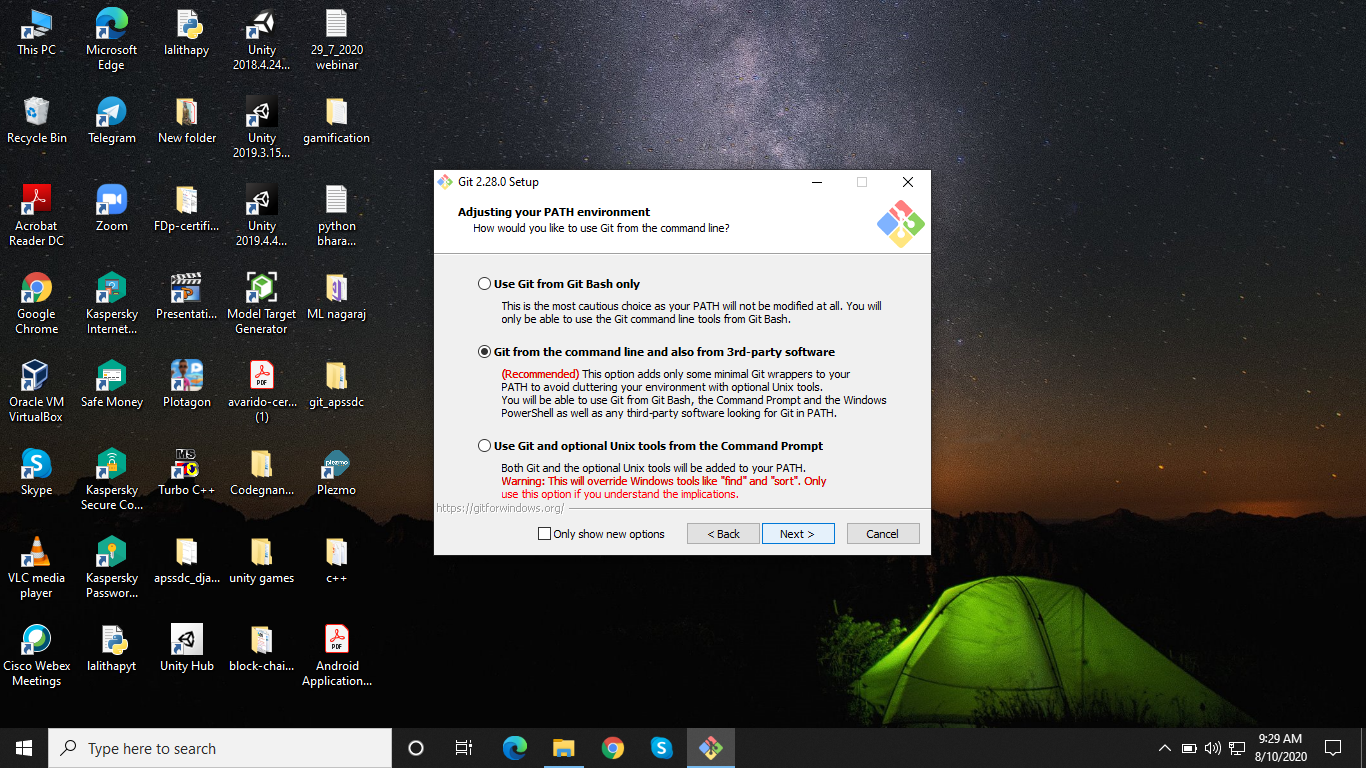 This PC
Microsoft
Edge
lalithapy
Unity
2018.4.24...
29_7_2020
webinar
Recycle Bin
Telegram
New folder
Unity
2019.3.15...
gamification
Acrobat
Reader DC
Zoom
FDp-certifi...
Unity
2019.4.4...
python
bhara...
Google
Chrome
Kaspersky
Internet...
Presentati...
Model Target
Generator
ML nagaraj
Oracle VM
VirtualBox
Safe Money
Plotagon
PDF
avarido-cer...
(1)
git_apssdc
Skype
Kaspersky
Secure Co...
MS
Turbo C++
Codegnan...
Plezmo
VLC media
player
Kaspersky
Passwor...
apssdc_dja...
unity games
c++
Cisco Webex
Meetings
lalithapyt
Unity Hub
block-chai...
PDF
Android
Application...
Git 2.28.0 Setup
Adjusting your PATH environment
How would you like to use Git from the command line?
Use Git from Git Bash only
This is the most cautious choice as your PATH will not be modified at all. You will
only be able to use the Git command line tools from Git Bash.
Git from the command line and also from 3rd-party software
(Recommended) This option adds only some minimal Git wrappers to your
PATH to avoid cluttering your environment with optional Unix tools.
You will be able to use Git from Git Bash, the Command Prompt and the Windows
PowerShell as well as any third-party software looking for Git in PATH.
Use Git and optional Unix tools from the Command Prompt
Both Git and the optional Unix tools will be added to your PATH.
Warning: This will override Windows tools like "find" and "sort". Only
use this option if you understand the implications.
https://gitforwindows.org/
Only show new options
< Back
Next >
Cancel
Type here to search
9:29 AM
8/10/2020